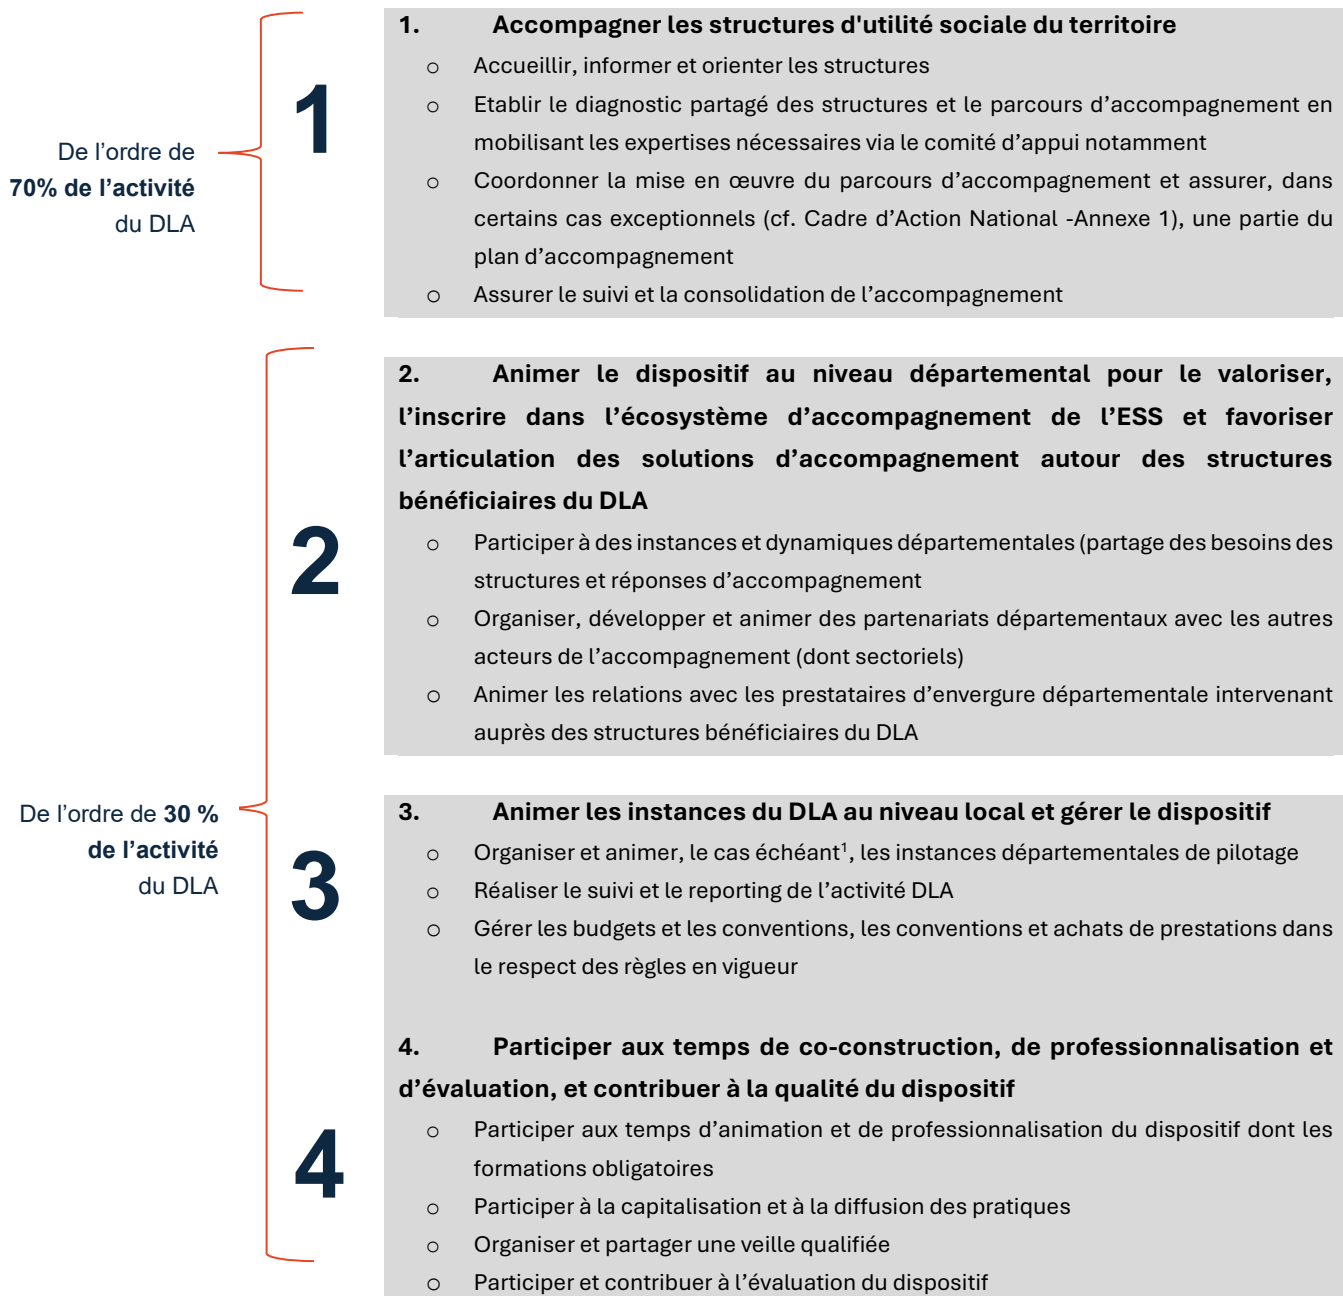 1. Accompagner les structures d'utilité sociale du territoire
o Accueillir, informer et orienter les structures
o Etablir le diagnostic partagé des structures et le parcours d’accompagnement en
mobilisant les expertises nécessaires via le comité d’appui notamment
o Coordonner la mise en œuvre du parcours d’accompagnement et assurer, dans
certains cas exceptionnels (cf. Cadre d’Action National -Annexe 1), une partie du
plan d’accompagnement
o Assurer le suivi et la consolidation de l’accompagnement
1
De l’ordre de
70% de l’activité
du DLA
2. Animer le dispositif au niveau départemental pour le valoriser,
l’inscrire dans l’écosystème d’accompagnement de l’ESS et favoriser
l’articulation des solutions d’accompagnement autour des structures
bénéficiaires du DLA
o Participer à des instances et dynamiques départementales (partage des besoins des
structures et réponses d’accompagnement
o Organiser, développer et animer des partenariats départementaux avec les autres
acteurs de l’accompagnement (dont sectoriels)
o Animer les relations avec les prestataires d’envergure départementale intervenant
auprès des structures bénéficiaires du DLA
2
De l’ordre de 30 %
de l’activité
du DLA
3. Animer les instances du DLA au niveau local et gérer le dispositif
o Organiser et animer, le cas échéant¹, les instances départementales de pilotage
o Réaliser le suivi et le reporting de l’activité DLA
o Gérer les budgets et les conventions, les conventions et achats de prestations dans
le respect des règles en vigueur
3
4. Participer aux temps de co-construction, de professionnalisation et
d’évaluation, et contribuer à la qualité du dispositif
o Participer aux temps d’animation et de professionnalisation du dispositif dont les
formations obligatoires
o Participer à la capitalisation et à la diffusion des pratiques
o Organiser et partager une veille qualifiée
o Participer et contribuer à l’évaluation du dispositif
4